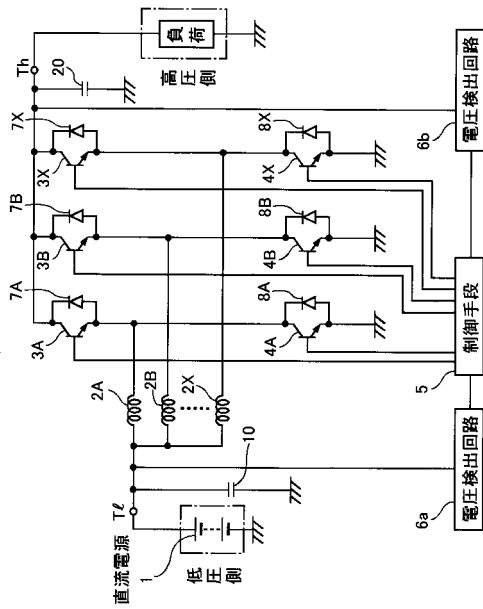 直流電源
Tℓ
1
低圧側
10
2A
2B
2X
3A
7A
3B
7B
3X
7X
4A
8A
4B
8B
4X
8X
Th
20
負荷
高圧側
6a
電圧検出回路
5
制御手段
6b
電圧検出回路